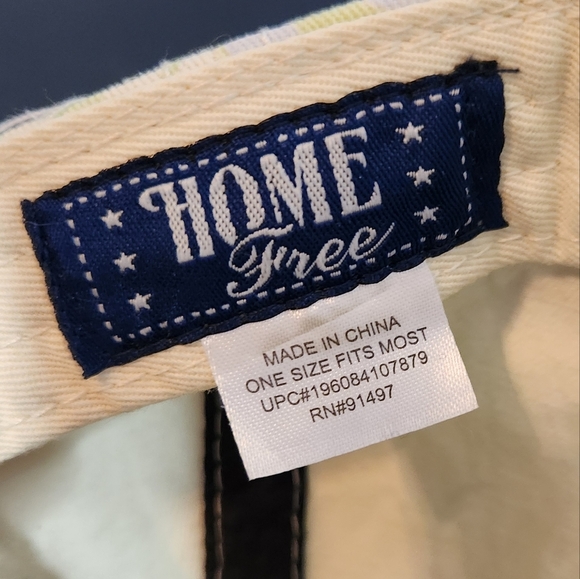 HOME
Free
MADE IN CHINA
ONE SIZE FITS MOST
UPC#196084107879
RN#91497